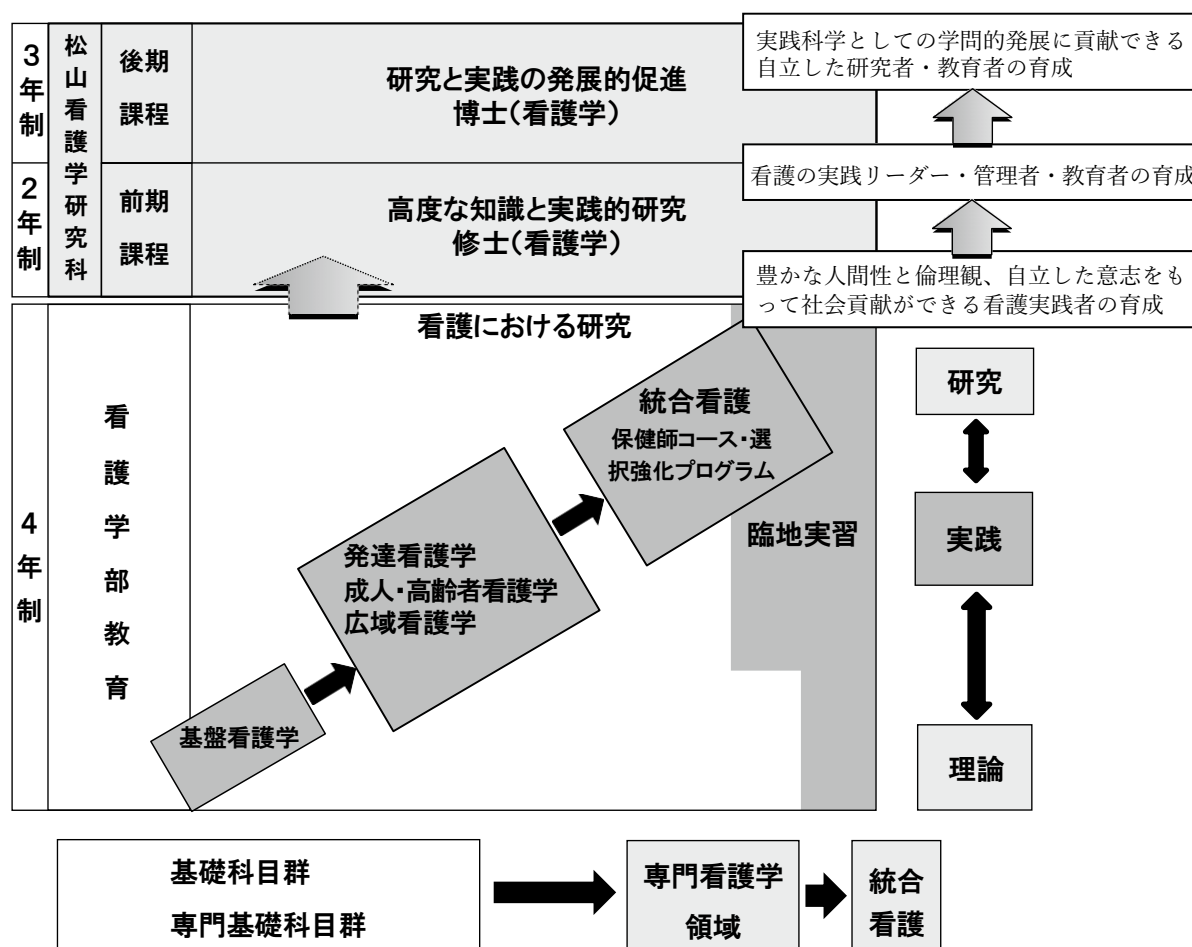 3年制
松山看護学研究科
後期
課程
研究と実践の発展的促進
博士(看護学)
実践科学としての学問的発展に貢献できる
自立した研究者・教育者の育成
2年制
前期
課程
高度な知識と実践的研究
修士(看護学)
看護の実践リーダー・管理者・教育者の育成
豊かな人間性と倫理観、自立した意志をも
って社会貢献ができる看護実践者の育成
4年制
看護学部教育
看護における研究
統合看護
保健師コース・選
択強化プログラム
発達看護学
成人・高齢者看護学
広域看護学
基盤看護学
臨地実習
研究
実践
理論
基礎科目群
専門基礎科目群
専門看護学
領域
統合
看護